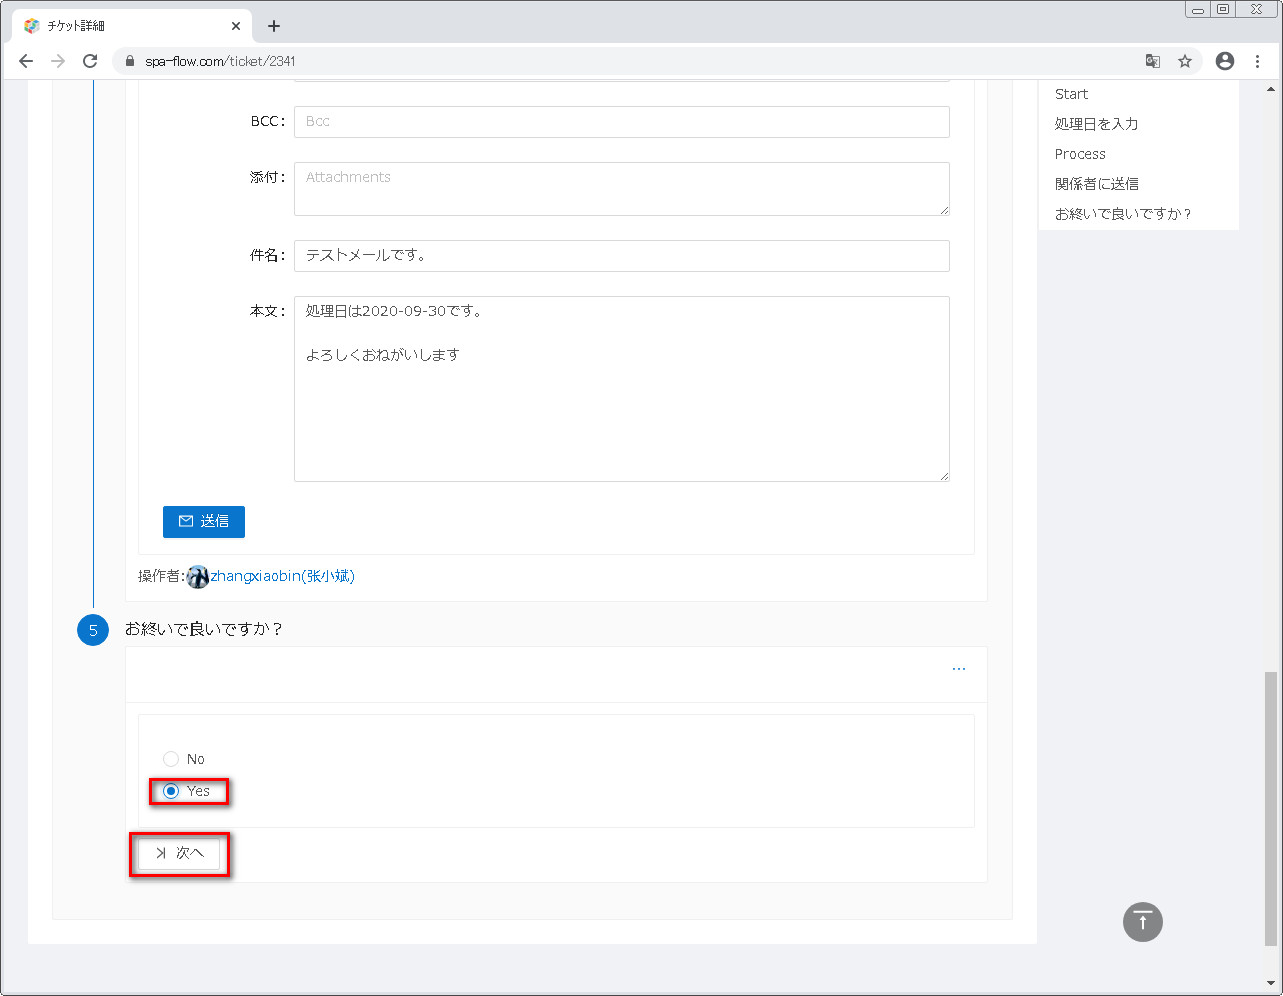 チケット詳細
spa-flow.com/ticket/2341
Start
処理日を入力
Process
関係者に送信
お終いで良いですか？
BCC:
Bcc
添付:
Attachments
件名:
テストメールです。
本文:
処理日は2020-09-30です。
よろしくおねがいします
送信
操作者:zhangxiaobin(张小斌)
5
お終いで良いですか？
...
No
Yes
次へ